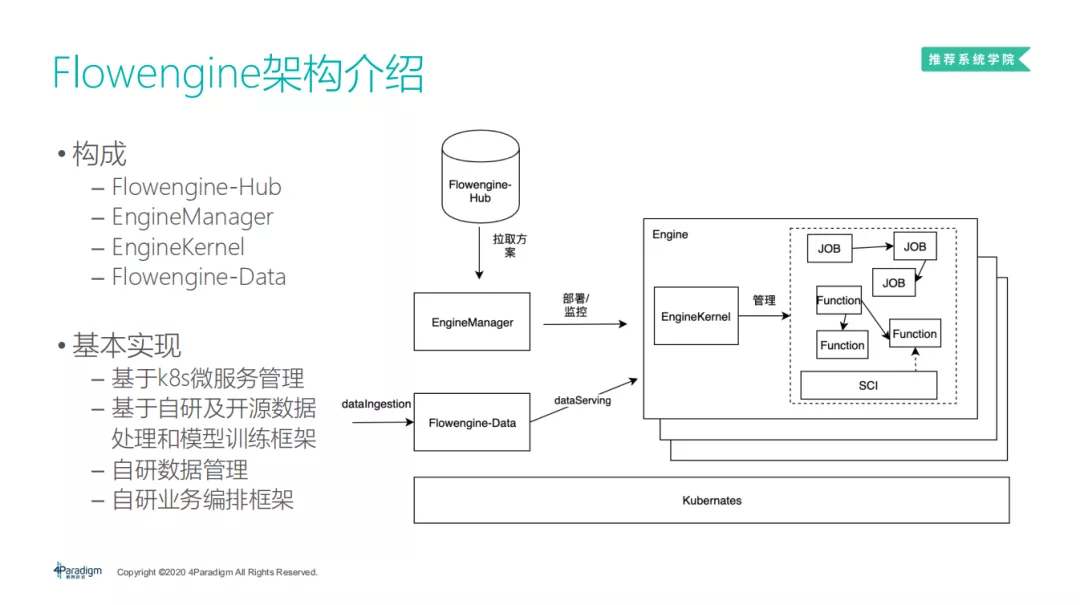 Flowengine架构介绍
推荐系统学院
• 构成
– Flowengine-Hub
– EngineManager
– EngineKernel
– Flowengine-Data
• 基本实现
– 基于k8s微服务管理
– 基于自研及开源数据
处理和模型训练框架
– 自研数据管理
– 自研业务编排框架
Flowengine-
Hub
拉取方
案
EngineManager
部署/
监控
dataIngestion
Flowengine-Data
dataServing
Engine
EngineKernel
管理
JOB
JOB
JOB
Function
Function
Function
SCI
Kubernates
4Paradigm
Copyright ©2020 4Paradigm All Rights Reserved.